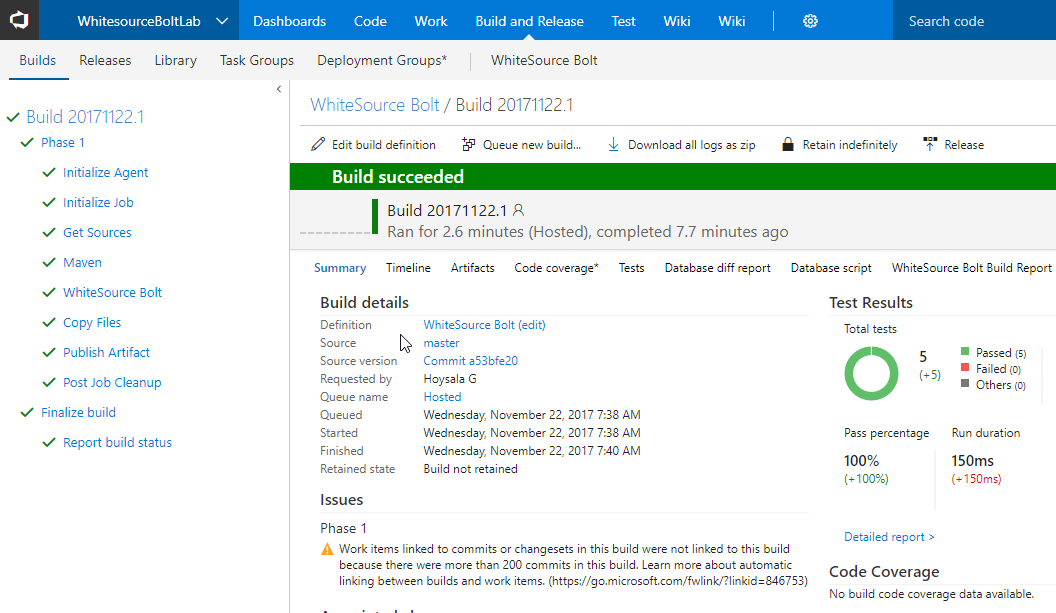 WhitesourceBoltLab
Dashboards Code Work Build and Release Test Wiki Wiki
Search code
Builds Releases Library Task Groups Deployment Groups* WhiteSource Bolt
Build 20171122.1
Phase 1
Initialize Agent
Initialize Job
Get Sources
Maven
WhiteSource Bolt
Copy Files
Publish Artifact
Post Job Cleanup
Finalize build
Report build status
WhiteSource Bolt / Build 20171122.1
Edit build definition Queue new build... Download all logs as zip Retain indefinitely Release
Build succeeded
Build 20171122.1
Ran for 2.6 minutes (Hosted), completed 7.7 minutes ago
Summary Timeline Artifacts Code coverage* Tests Database diff report Database script WhiteSource Bolt Build Report
Build details
Definition WhiteSource Bolt (edit)
Source master
Source version Commit a53bfe20
Requested by Hoysala G
Queue name Hosted
Queued Wednesday, November 22, 2017 7:38 AM
Started Wednesday, November 22, 2017 7:38 AM
Finished Wednesday, November 22, 2017 7:40 AM
Retained state Build not retained
Issues
Phase 1
Work items linked to commits or changesets in this build were not linked to this build
because there were more than 200 commits in this build. Learn more about automatic
linking between builds and work items. (https://go.microsoft.com/fwlink/?linkid=846753)
Test Results
Total tests
5
(+5)
Passed (5)
Failed (0)
Others (0)
Pass percentage Run duration
100% 150ms
(+100%) (+150ms)
Detailed report >
Code Coverage
No build code coverage data available.